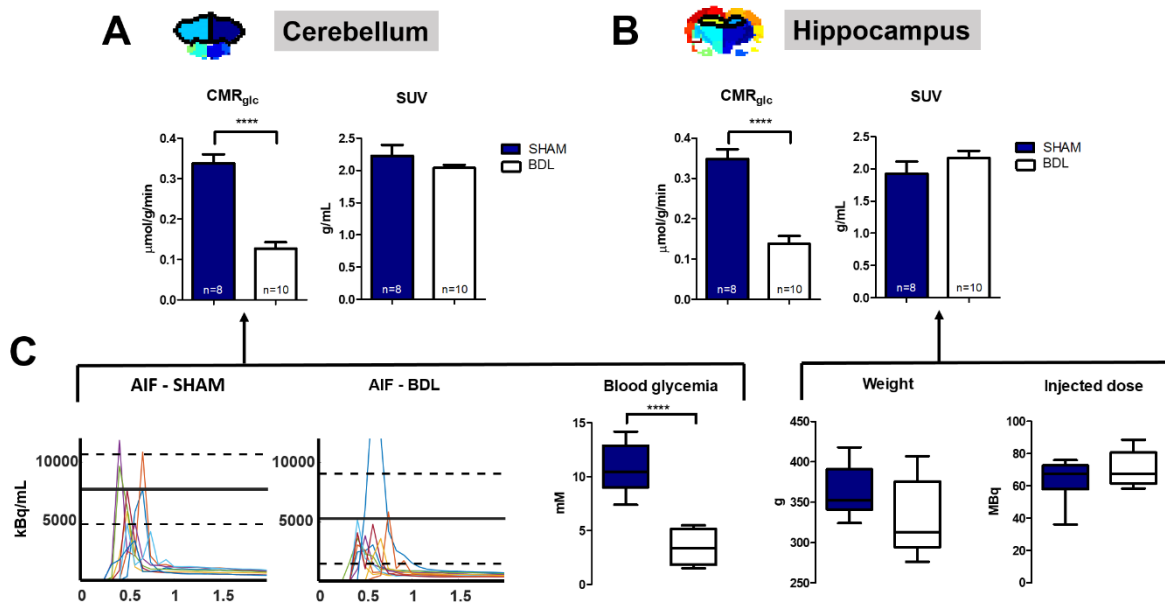 A
Cerebellum
B
Hippocampus
CMRglc
SUV
CMRglc
SUV
****
****
SHAM
BDL
SHAM
BDL
μmol/g/min
0.4
0.3
0.2
0.1
0.0
n=8
n=10
g/mL
2.5
2.0
1.5
1.0
0.5
0.0
n=8
n=10
μmol/g/min
0.4
0.3
0.2
0.1
0.0
n=8
n=10
g/mL
2.5
2.0
1.5
1.0
0.5
0.0
n=8
n=10
C
AIF - SHAM
AIF - BDL
Blood glycemia
Weight
Injected dose
kBq/mL
10000
5000
0 0.5 1 1.5
10000
5000
0 0.5 1 1.5
****
mM
15
10
5
0
g
450
400
350
300
250
MBq
100
80
60
40
20
0